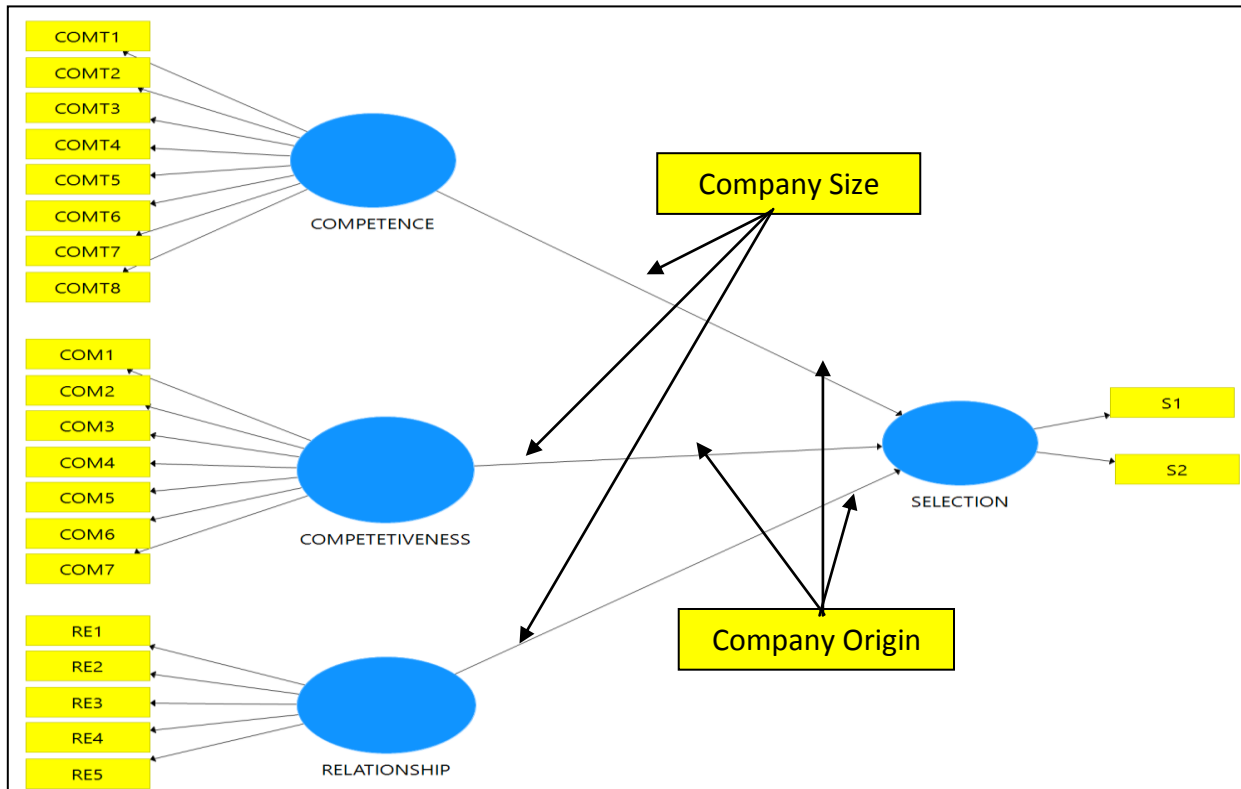 COMT1
COMT2
COMT3
COMT4
COMT5
COMT6
COMT7
COMT8
COMPETENCE
Company Size
COM1
COM2
COM3
COM4
COM5
COM6
COM7
COMPETETIVENESS
S1
S2
SELECTION
Company Origin
RE1
RE2
RE3
RE4
RE5
RELATIONSHIP